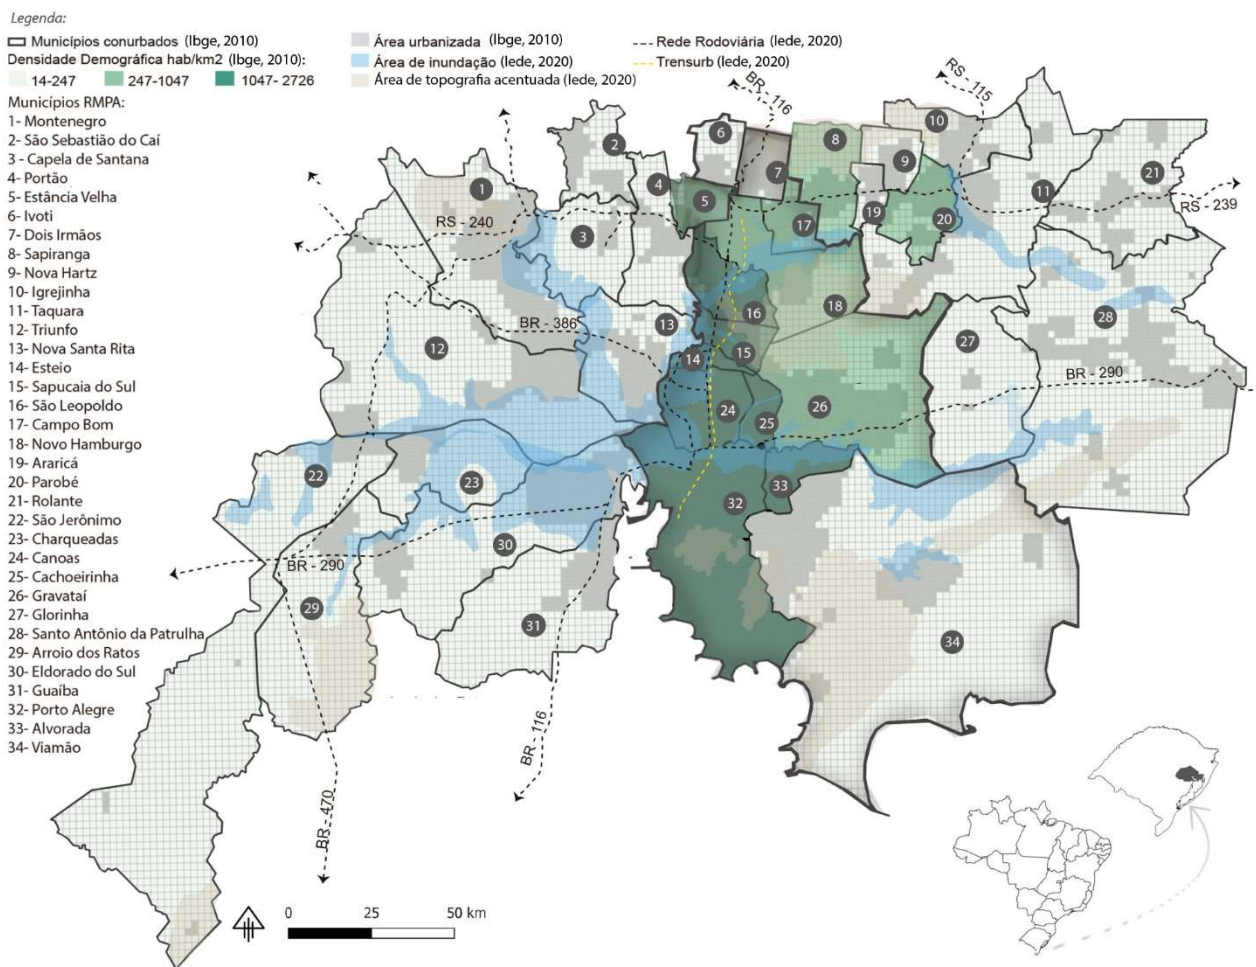 Legenda:
Municípios conurbados (Ibge, 2010)
Densidade Demográfica hab/km2 (Ibge, 2010):
14-247 247-1047 1047- 2726
Área urbanizada (Ibge, 2010)
Área de inundação (Iede, 2020)
Área de topografia acentuada (Iede, 2020)
Rede Rodoviária (Iede, 2020)
Trensurb (Iede, 2020)
Municípios RMPA:
1- Montenegro
2- São Sebastião do Caí
3 - Capela de Santana
4- Portão
5- Estância Velha
6- Ivoti
7- Dois Irmãos
8- Sapiranga
9- Nova Hartz
10- Igrejinha
11- Taquara
12- Triunfo
13- Nova Santa Rita
14- Esteio
15- Sapucaia do Sul
16- São Leopoldo
17- Campo Bom
18- Novo Hamburgo
19- Araricá
20- Parobé
21- Rolante
22- São Jerônimo
23- Charqueadas
24- Canoas
25- Cachoeirinha
26- Gravataí
27- Glorinha
28- Santo Antônio da Patrulha
29- Arroio dos Ratos
30- Eldorado do Sul
31- Guaíba
32- Porto Alegre
33- Alvorada
34- Viamão
BR - 116
RS - 115
10
6
8
2
7
9
21
4
1
11
5
RS - 239
19
20
RS - 240
17
3
18
16
28
BR - 386
13
27
12
15
14
BR - 290
24
26
25
22
23
33
32
30
BR - 290
29
31
34
BR - 116
BR - 470
0 25 50 km